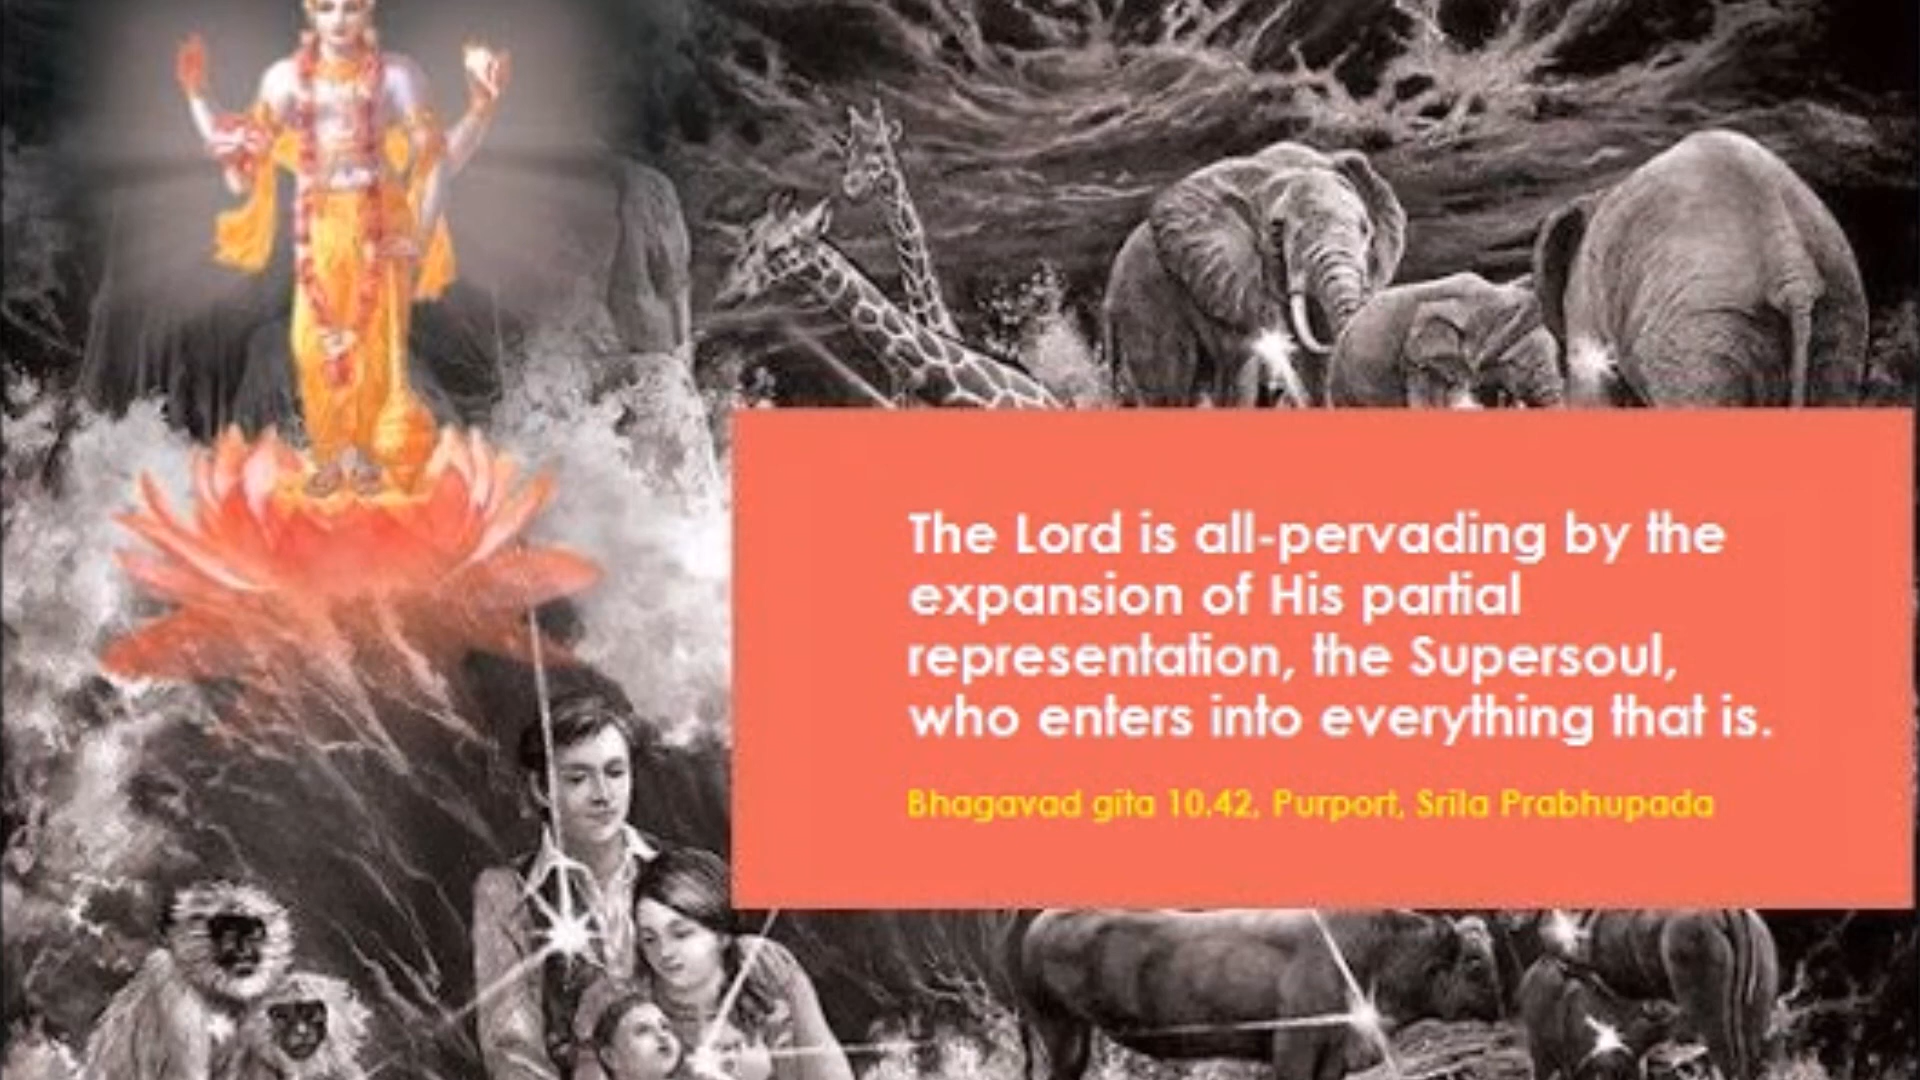 The Lord is all-pervading by the
expansion of His partial
representation, the Supersoul,
who enters into everything that is.
Bhagavad gita 10.42, Purport, Srila Prabhupada